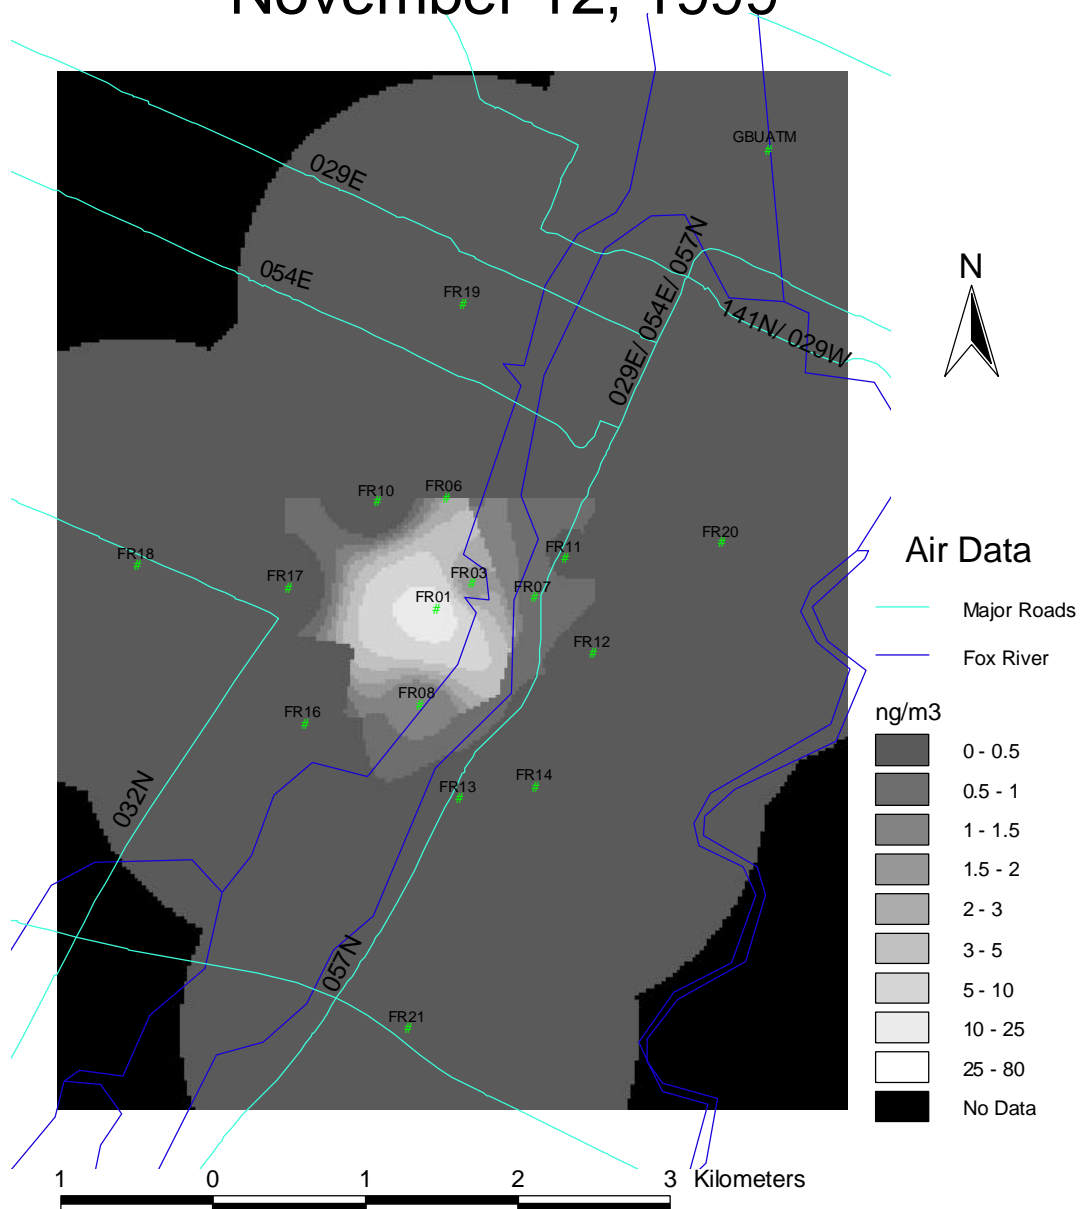 November 12, 1999
GBUATM
#
029E
054E
FR19
#
029E/ 054E/ 057N
141N/ 029W
N
FR10
#
FR06
#
FR18
#
FR17
#
FR03
#
FR01
#
FR11
#
FR07
#
FR20
#
FR12
#
FR08
#
FR16
#
FR13
#
FR14
#
032N
057N
FR21
#
Air Data
Major Roads
Fox River
ng/m3
0 - 0.5
0.5 - 1
1 - 1.5
1.5 - 2
2 - 3
3 - 5
5 - 10
10 - 25
25 - 80
No Data
1 0 1 2 3 Kilometers